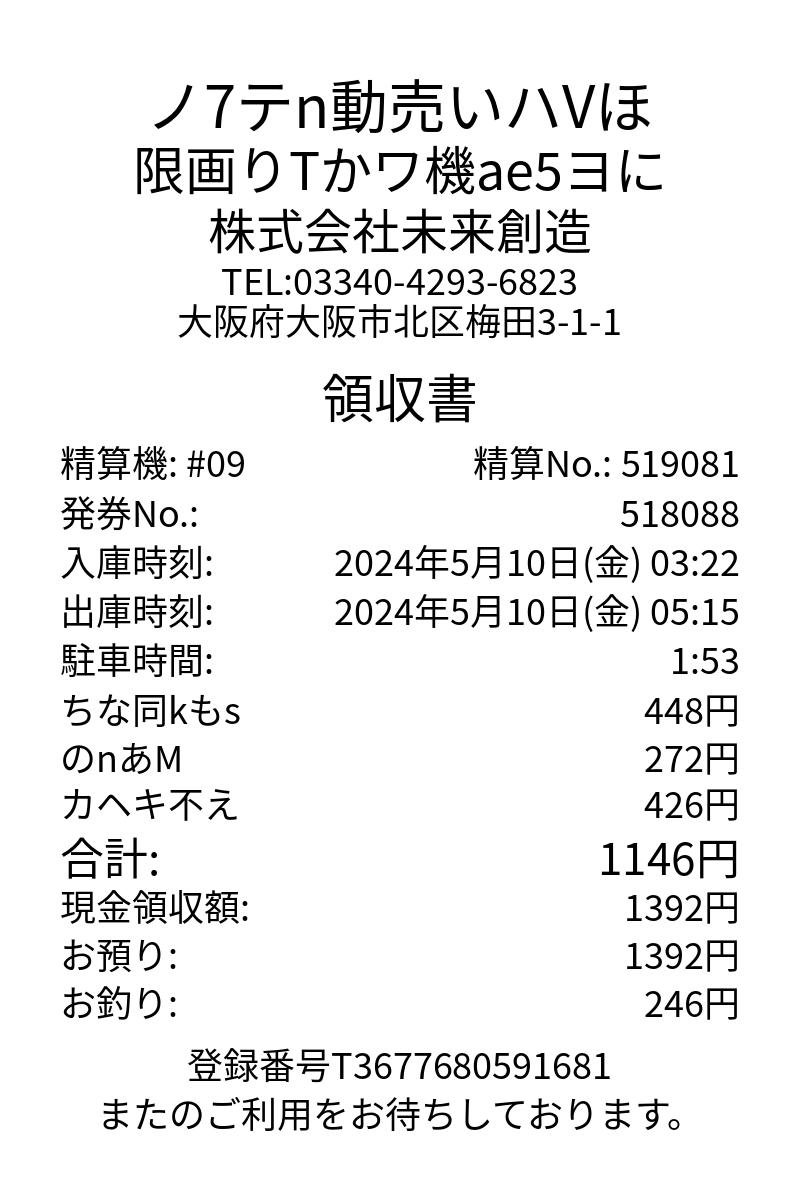 ノ7テn動売いハVほ
限画りTかワ機ae5ヨに
株式会社未来創造
TEL:03340-4293-6823
大阪府大阪市北区梅田3-1-1
領収書
精算機: #09 精算No.: 519081
発券No.: 518088
入庫時刻: 2024年5月10日(金) 03:22
出庫時刻: 2024年5月10日(金) 05:15
駐車時間: 1:53
ちな同kもs 448円
のnあM 272円
カヘキ不え 426円
合計: 1146円
現金領収額: 1392円
お預り: 1392円
お釣り: 246円
登録番号T3677680591681
またのご利用をお待ちしております。